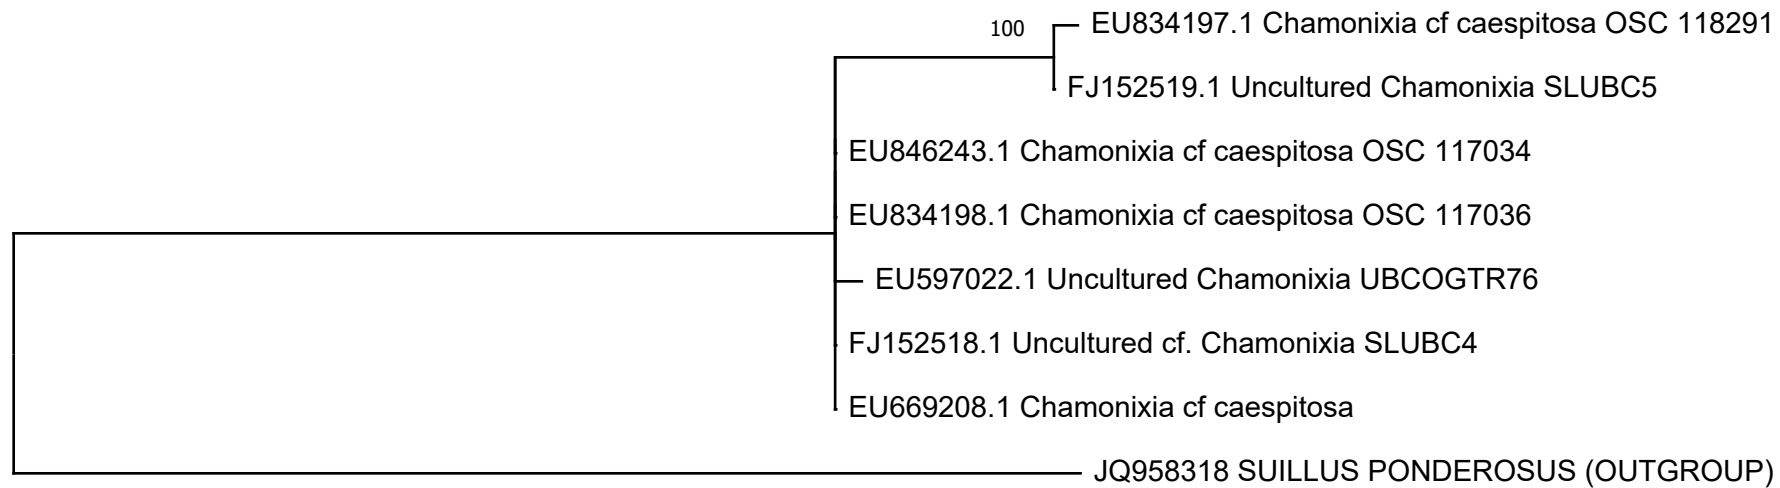 100
EU834197.1 Chamonixia cf caespitosa OSC 118291
FJ152519.1 Uncultured Chamonixia SLUBC5
EU846243.1 Chamonixia cf caespitosa OSC 117034
EU834198.1 Chamonixia cf caespitosa OSC 117036
EU597022.1 Uncultured Chamonixia UBCOGTR76
FJ152518.1 Uncultured cf. Chamonixia SLUBC4
EU669208.1 Chamonixia cf caespitosa
JQ958318 SUILLUS PONDEROSUS (OUTGROUP)